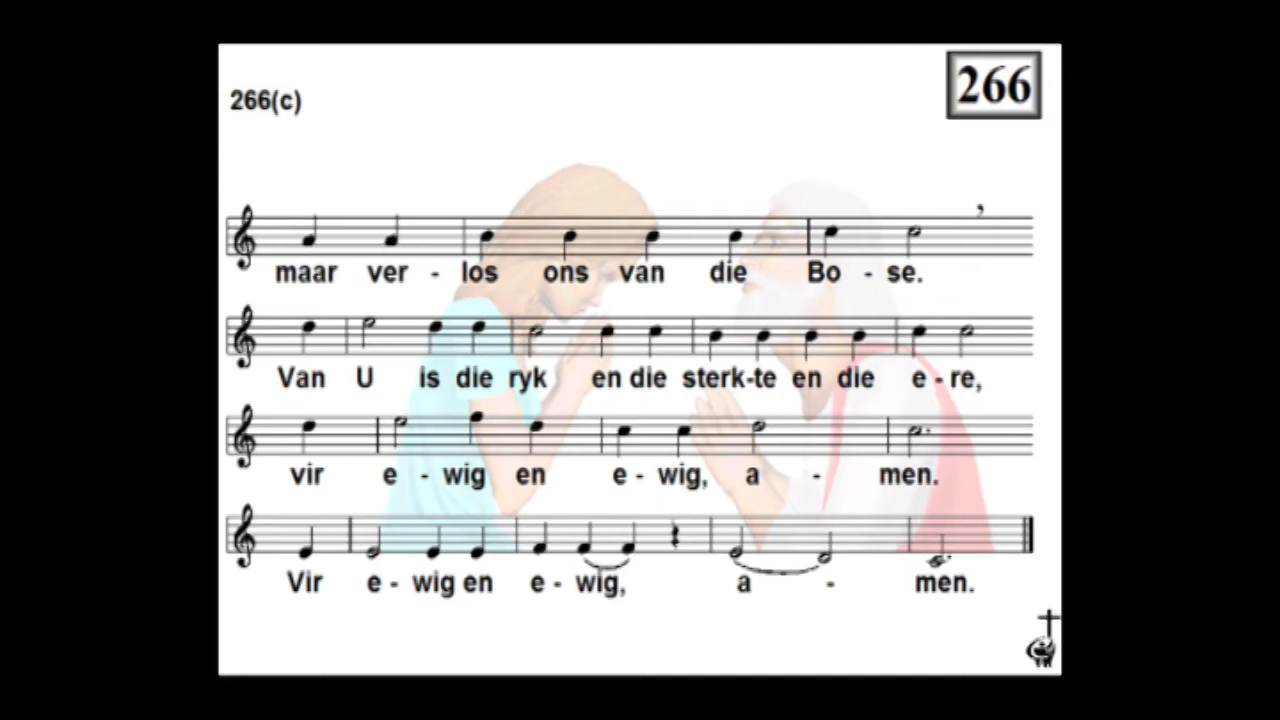 266
266(c)
maar ver - los ons van die Bo - se.
Van U is die ryk en die sterk-te en die e - re,
vir e - wig en e - wig, a - men.
Vir e - wig en e - wig, a - men.